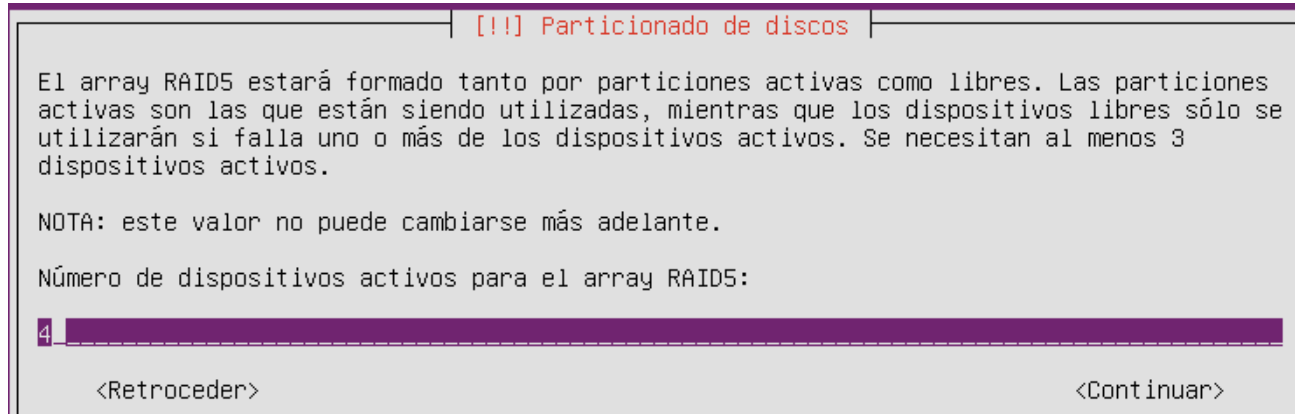 [!!] Particionado de discos
El array RAID5 estará formado tanto por particiones activas como libres. Las particiones
activas son las que están siendo utilizadas, mientras que los dispositivos libres sólo se
utilizarán si falla uno o más de los dispositivos activos. Se necesitan al menos 3
dispositivos activos.
NOTA: este valor no puede cambiarse más adelante.
Número de dispositivos activos para el array RAID5:
4
<Retroceder> <Continuar>